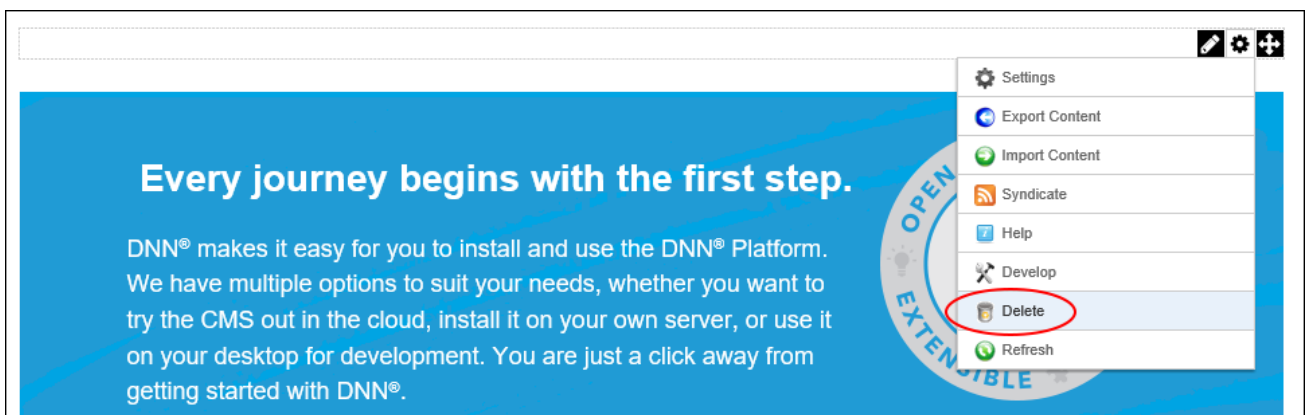 Settings
Export Content
Import Content
Syndicate
Help
Develop
Delete
Refresh
Every journey begins with the first step.
DNN® makes it easy for you to install and use the DNN® Platform.
We have multiple options to suit your needs, whether you want to
try the CMS out in the cloud, install it on your own server, or use it
on your desktop for development. You are just a click away from
getting started with DNN®.
OPEN
EXTENSIBLE